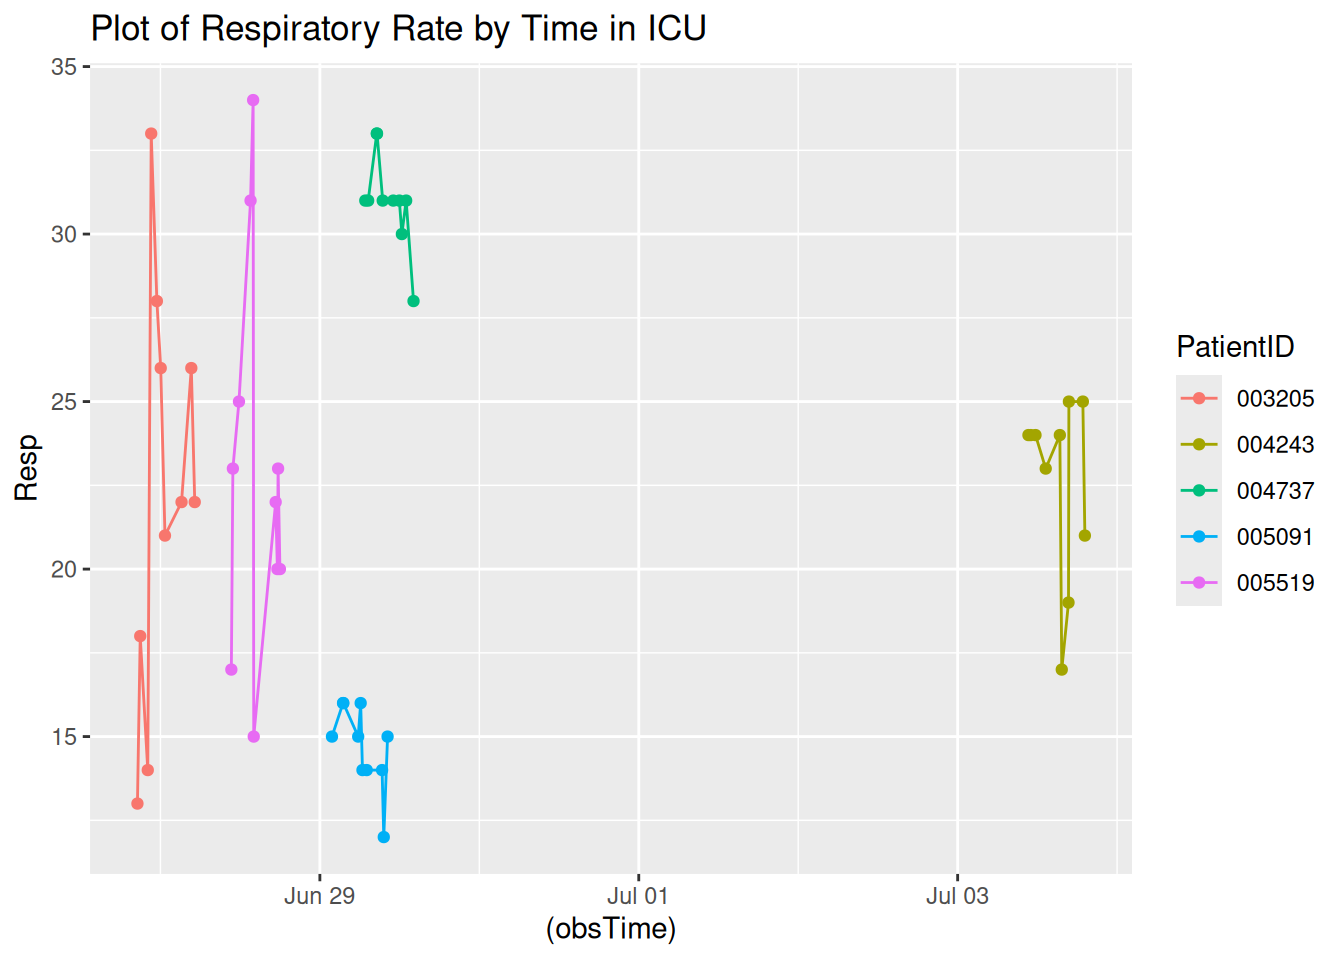 Plot of Respiratory Rate by Time in ICU
35
30
25
20
15
Resp
Jun 29
Jul 01
Jul 03
(obsTime)
PatientID
003205
004243
004737
005091
005519